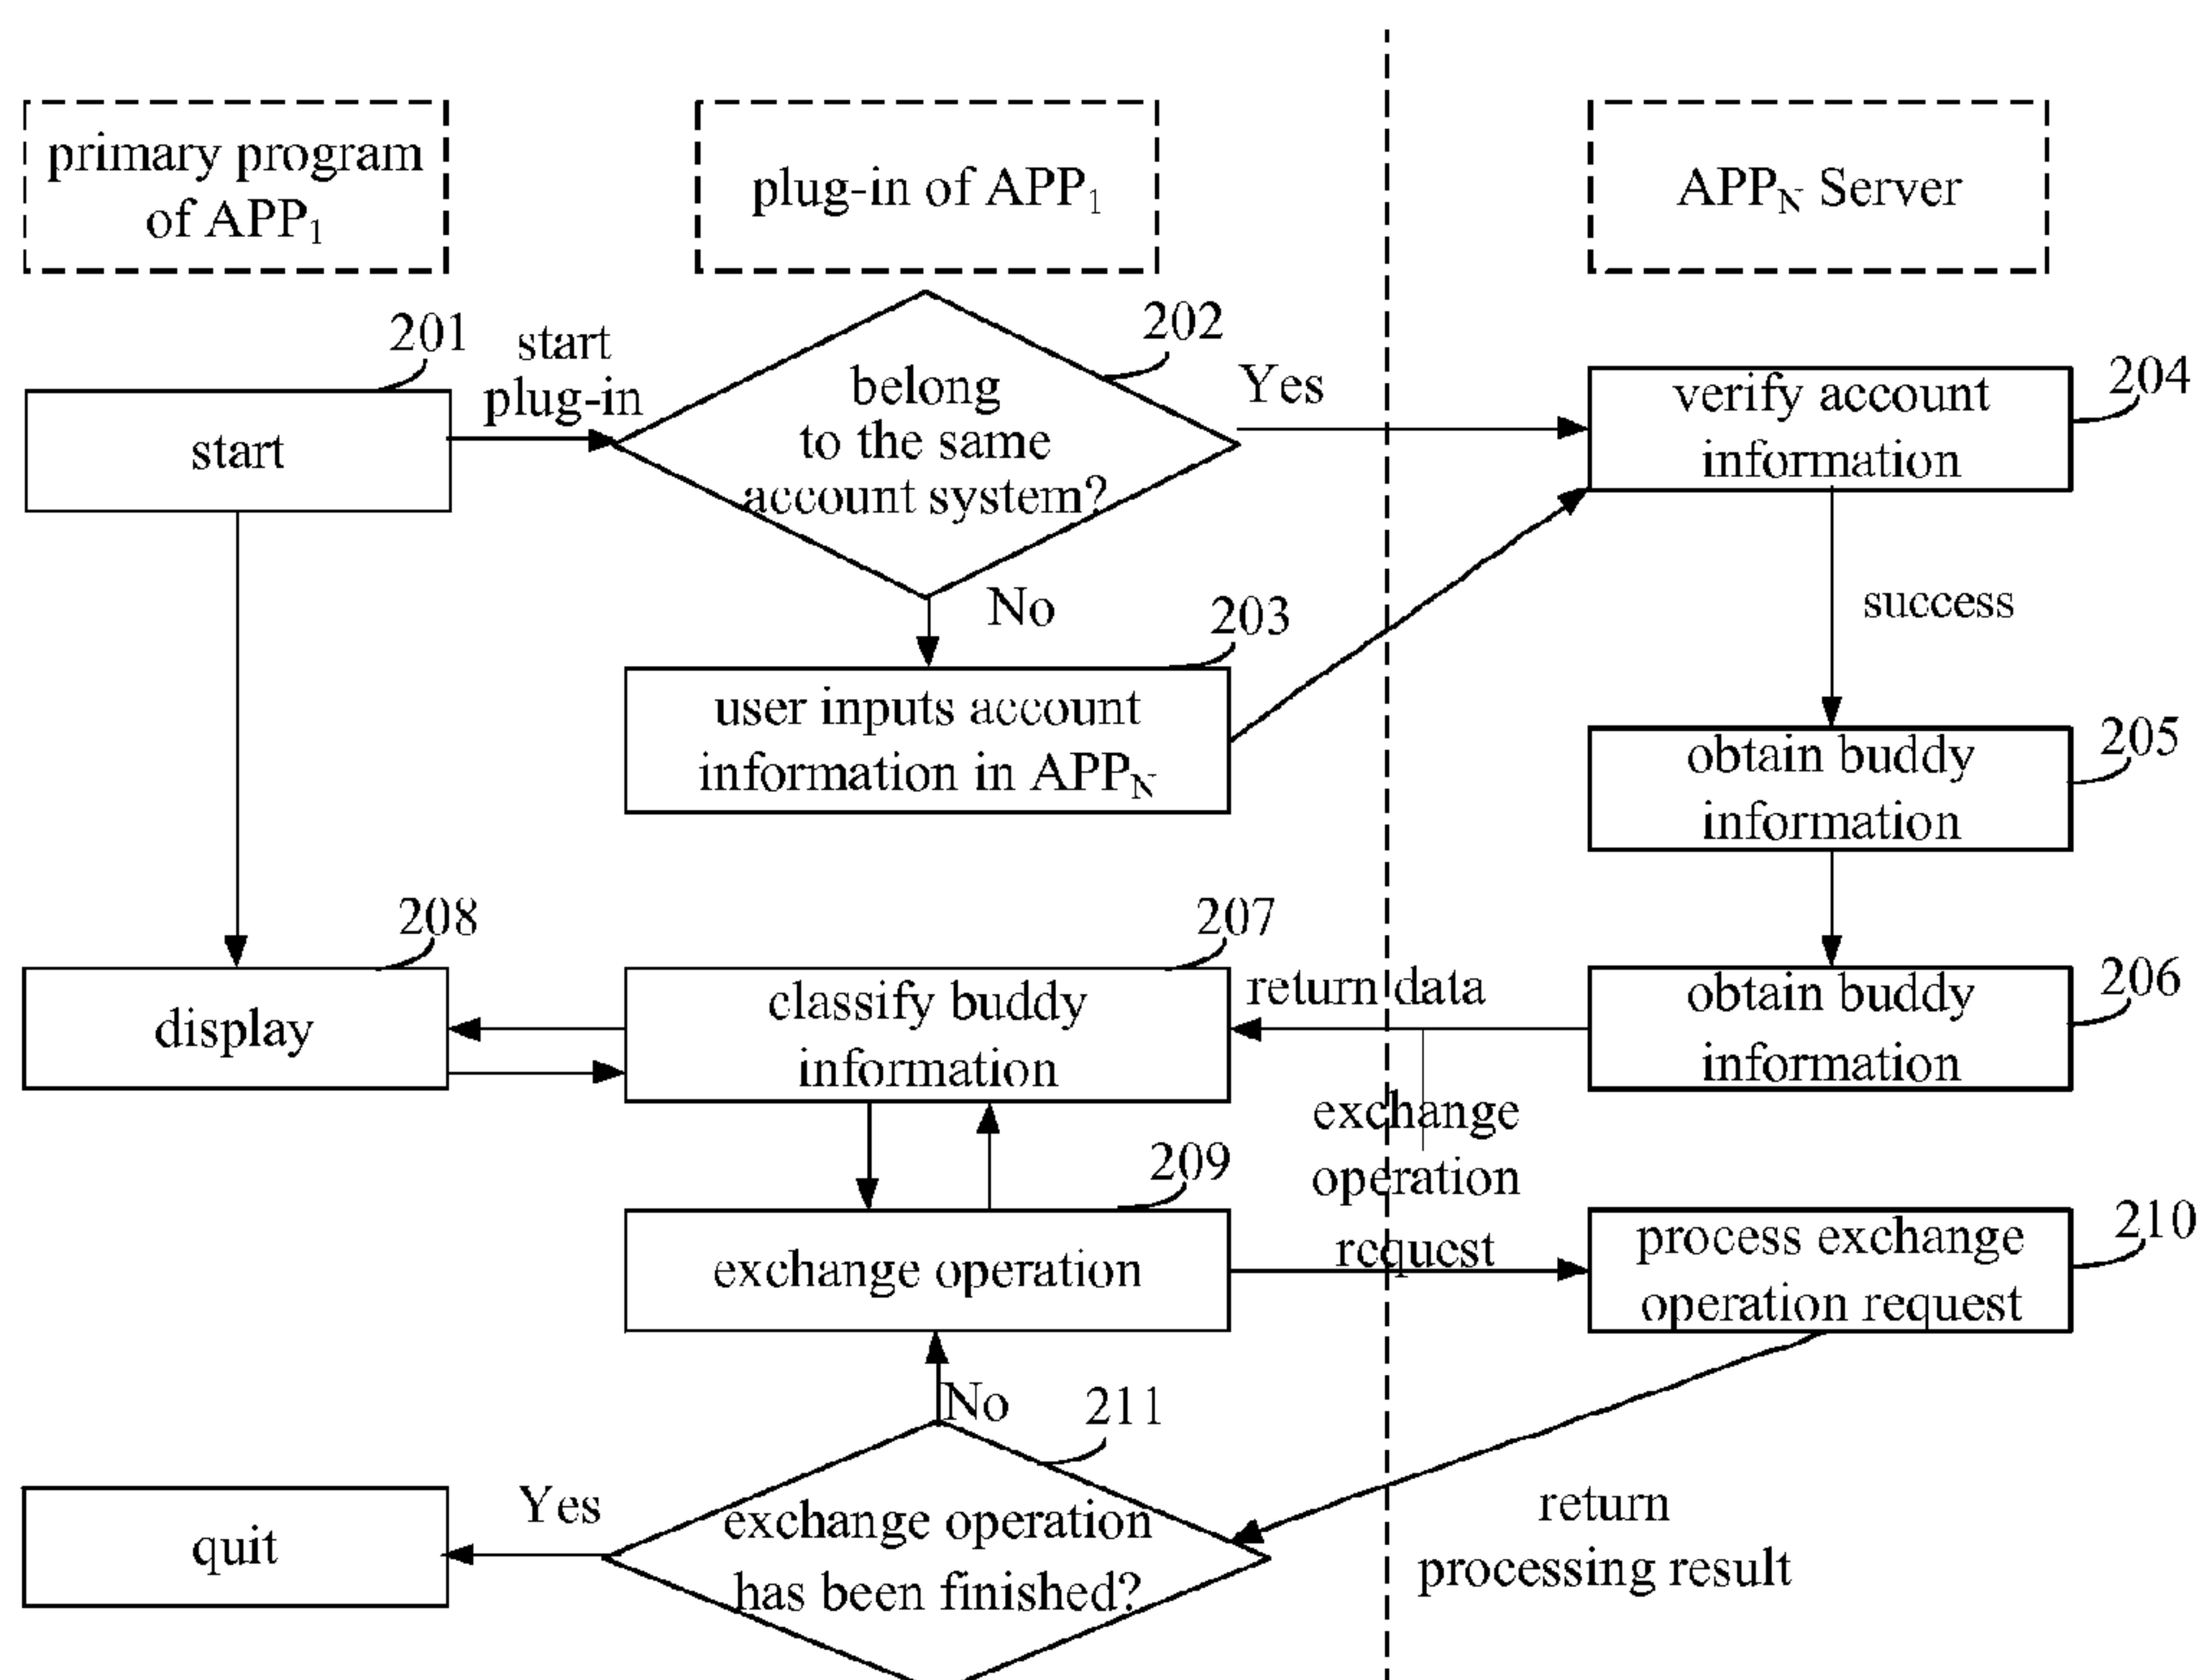 primary program
of APP₁
plug-in of APP₁
APP_N Server
201
start
plug-in
202
Yes
204
start
belong
to the same
account system?
verify account
information
No
203
success
user inputs account
information in APP_N
205
obtain buddy
information
208
207
206
display
classify buddy
information
return data
obtain buddy
information
exchange
operation
request
209
210
exchange operation
process exchange
operation request
No
211
Yes
quit
exchange operation
has been finished?
return
processing result